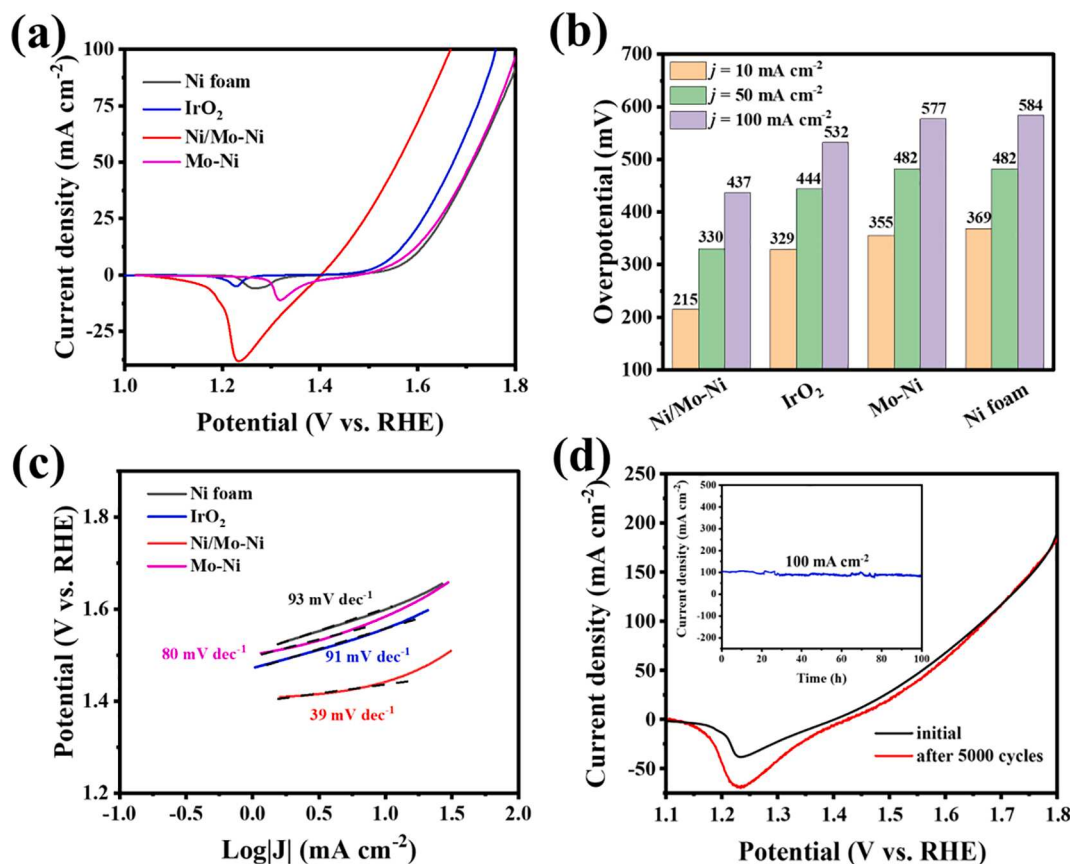 (a)
Current density (mA cm⁻²)
100
75
50
25
0
-25
Ni foam
IrO₂
Ni/Mo-Ni
Mo-Ni
1.0 1.2 1.4 1.6 1.8
Potential (V vs. RHE)
(b)
Overpotential (mV)
700
600
500
400
300
200
100
j = 10 mA cm⁻²
j = 50 mA cm⁻²
j = 100 mA cm⁻²
215 330 437
329 444 532
355 482 577
369 482 584
Ni/Mo-Ni IrO₂ Mo-Ni Ni foam
(c)
Potential (V vs. RHE)
1.8
1.6
1.4
1.2
Ni foam
IrO₂
Ni/Mo-Ni
Mo-Ni
93 mV dec⁻¹
80 mV dec⁻¹
91 mV dec⁻¹
39 mV dec⁻¹
-1.0 -0.5 0.0 0.5 1.0 1.5 2.0
Log|J| (mA cm⁻²)
(d)
Current density (mA cm⁻²)
250
200
150
100
50
0
-50
Current density (mA cm⁻²)
500
400
300
200
100
0
-100
-200
100 mA cm⁻²
0 20 40 60 80 100
Time (h)
initial
after 5000 cycles
1.1 1.2 1.3 1.4 1.5 1.6 1.7 1.8
Potential (V vs. RHE)